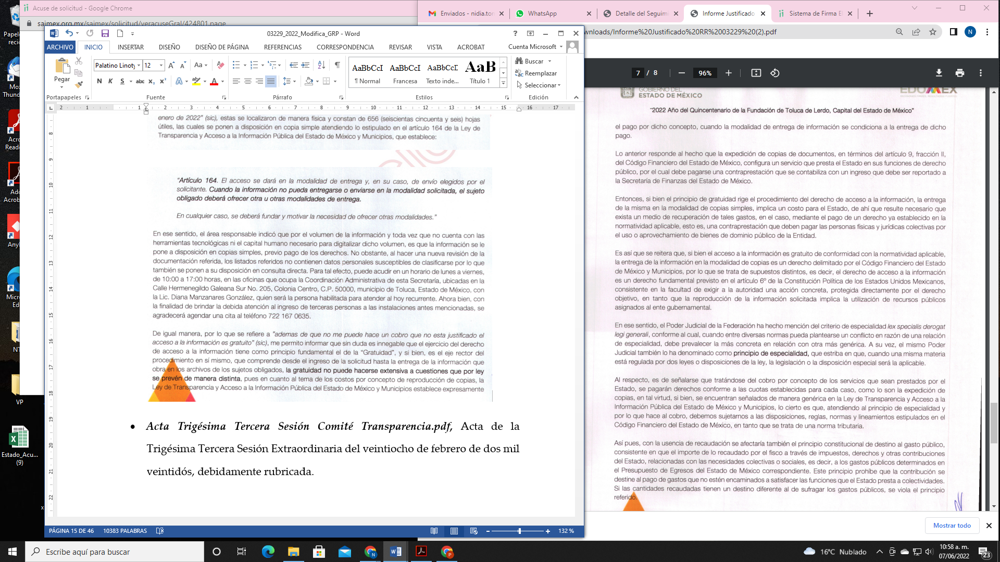 Acuse de solicitud - Google Chrome
saimex.org.mx/saimex/solicitud/veracuseGral/424801.page
Enviados - nidia.torr
WhatsApp
Detalle del Seguim
Informe Justificado
Sistema de Firma El
wnloads/Informe%20Justificado%20RR%2003229%20(2).pdf
N
03229_2022_Modifica_GRP - Word
ARCHIVO INICIO INSERTAR DISEÑO DISEÑO DE PÁGINA REFERENCIAS CORRESPONDENCIA REVISAR VISTA ACROBAT Cuenta Microsoft
Pegar
Palatino Linoty 12
N K S abc
AaBbCcI AaBbCcI AaBbCcD AaB
¶ Normal Francesa Texto inde... Título 1
Buscar
Reemplazar
Seleccionar
Portapapeles Fuente Párrafo Estilos Edición
2 1 1 2 3 4 5 6 7 8 9 10 11 12 13 14 15 16 17
enero de 2022" (sic), estas se localizaron de manera física y constan de 656 (seiscientas cincuenta y seis) hojas
útiles, las cuales se ponen a disposición en copia simple atendiendo lo estipulado en el artículo 164 de la Ley de
Transparencia y Acceso a la Información Pública del Estado de México y Municipios, que establece:
"Artículo 164. El acceso se dará en la modalidad de entrega y, en su caso, de envío elegidos por el
solicitante. Cuando la información no pueda entregarse o enviarse en la modalidad solicitada, el sujeto
obligado deberá ofrecer otra u otras modalidades de entrega.
En cualquier caso, se deberá fundar y motivar la necesidad de ofrecer otras modalidades."
En ese sentido, el área responsable indicó que por el volumen de la información y toda vez que no cuenta con las
herramientas tecnológicas ni el capital humano necesario para digitalizar dicho volumen, es que la información se le
pone a disposición en copias simples, previo pago de los derechos. No obstante, al hacer una nueva revisión de la
documentación referida, los listados referidos no contienen datos personales susceptibles de clasificarse por lo que
también se ponen a su disposición en consulta directa. Para tal efecto, puede acudir en un horario de lunes a viernes,
de 10:00 a 17:00 horas, en las oficinas que ocupa la Coordinación Administrativa de esta Secretaría, ubicadas en la
Calle Hermenegildo Galeana Sur No. 205, Colonia Centro, C.P. 50000, municipio de Toluca, Estado de México, con
la Lic. Diana Manzanares González, quien será la persona habilitada para atender al hoy recurrente. Ahora bien, con
la finalidad de brindar la debida atención al ingreso de terceras personas a las instalaciones antes mencionadas, se
agradecerá agendar una cita al teléfono 722 167 0635.
De igual manera, por lo que se refiere a "ademas de que no me puede hace un cobro que no esta justificado el
acceso a la información es gratuito" (sic), me permito informar que sin duda es innegable que el ejercicio del derecho
de acceso a la información tiene como principio fundamental el de la "Gratuidad", y si bien, es el eje rector del
procedimiento en sí mismo, que comprende desde el ingreso de la solicitud hasta la entrega de la información que
obra en los archivos de los sujetos obligados, la gratuidad no puede hacerse extensiva a cuestiones que por ley
se prevén de manera distinta, pues en cuanto al tema de los costos por concepto de reproducción de copias, la
Ley de Transparencia y Acceso a la Información Pública del Estado de México y Municipios establece expresamente
• Acta Trigésima Tercera Sesión Comité Transparencia.pdf, Acta de la
Trigésima Tercera Sesión Extraordinaria del veintiocho de febrero de dos mil
veintidós, debidamente rubricada.
PÁGINA 15 DE 46 10383 PALABRAS 132 %
7 / 8 96%
GOBIERNO DEL
ESTADO DE MÉXICO
EDOMEX
"2022 Año del Quincentenario de la Fundación de Toluca de Lerdo, Capital del Estado de México"
el pago por dicho concepto, cuando la modalidad de entrega de información se condiciona a la entrega de dicho
pago.
Lo anterior responde al hecho que la expedición de copias de documentos, en términos del artículo 9, fracción II,
del Código Financiero del Estado de México, configura un servicio que presta el Estado en sus funciones de derecho
público, por el cual debe pagarse una contraprestación que se contabiliza con un ingreso que debe ser reportado a
la Secretaría de Finanzas del Estado de México.
Entonces, si bien el principio de gratuidad rige el procedimiento del derecho de acceso a la información, la entrega
de la misma en la modalidad de copias simples, implica un costo para el Estado, de ahí que resulte necesario que
exista un medio de recuperación de tales gastos, en el caso, mediante el pago de un derecho ya establecido en la
normatividad aplicable, esto es, una contraprestación que deben pagar las personas físicas y jurídicas colectivas por
el uso o aprovechamiento de bienes de dominio público de la Entidad.
Es así que se reitera que, si bien el acceso a la información es gratuito de conformidad con la normatividad aplicable,
la entrega de la información en la modalidad de copias es un derecho delimitado por el Código Financiero del Estado
de México y Municipios, por lo que se trata de supuestos distintos, es decir, el derecho de acceso a la información
es un derecho fundamental previsto en el artículo 6º de la Constitución Política de los Estados Unidos Mexicanos,
consistente en la facultad de exigir a la autoridad una acción concreta, protegida directamente por el derecho
objetivo, en tanto que la reproducción de la información solicitada implica la utilización de recursos públicos
asignados al ente gubernamental.
En ese sentido, el Poder Judicial de la Federación ha hecho mención del criterio de especialidad lex specialis derogat
legi generali, conforme al cual, cuando entre diversas normas pueda plantearse un conflicto en razón de una relación
de especialidad, debe prevalecer la más concreta en relación con otra más genérica. A su vez, el mismo Poder
Judicial también lo ha denominado como principio de especialidad, que estriba en que, cuando una misma materia
está regulada por dos leyes o disposiciones de la ley, la legislación o la disposición especial será la aplicable.
Al respecto, es de señalarse que tratándose del cobro por concepto de los servicios que sean prestados por el
Estado, se pagarán derechos conforme a las cuotas establecidas para cada caso, como lo son la expedición de
copias, en tal virtud, si bien, se encuentran señalados de manera genérica en la Ley de Transparencia y Acceso a la
Información Pública del Estado de México y Municipios, lo cierto es que, atendiendo al principio de especialidad y
por lo que hace al cobro, debemos sujetarnos a las disposiciones, reglas, normas y lineamientos estipulados en el
Código Financiero del Estado de México, en tanto que se trata de una norma tributaria.
Así pues, con la usencia de recaudación se afectaría también el principio constitucional de destino al gasto público,
consistente en que el importe de lo recaudado por el fisco a través de impuestos, derechos y otras contribuciones
del Estado, relacionadas con las necesidades colectivas o sociales, es decir, a los gastos públicos determinados en
el Presupuesto de Egresos del Estado de México correspondiente. Este principio prohíbe que la contribución se
destine al pago de gastos que no estén encaminados a satisfacer las funciones que el Estado presta a colectividades.
Si las cantidades recaudadas tienen un destino diferente al de sufragar los gastos públicos, se viola el principio
referido.
Mostrar todo
VP
Estado_Acu...
(9)
Escribe aquí para buscar
16°C Nublado
10:58 a. m.
07/06/2022
23